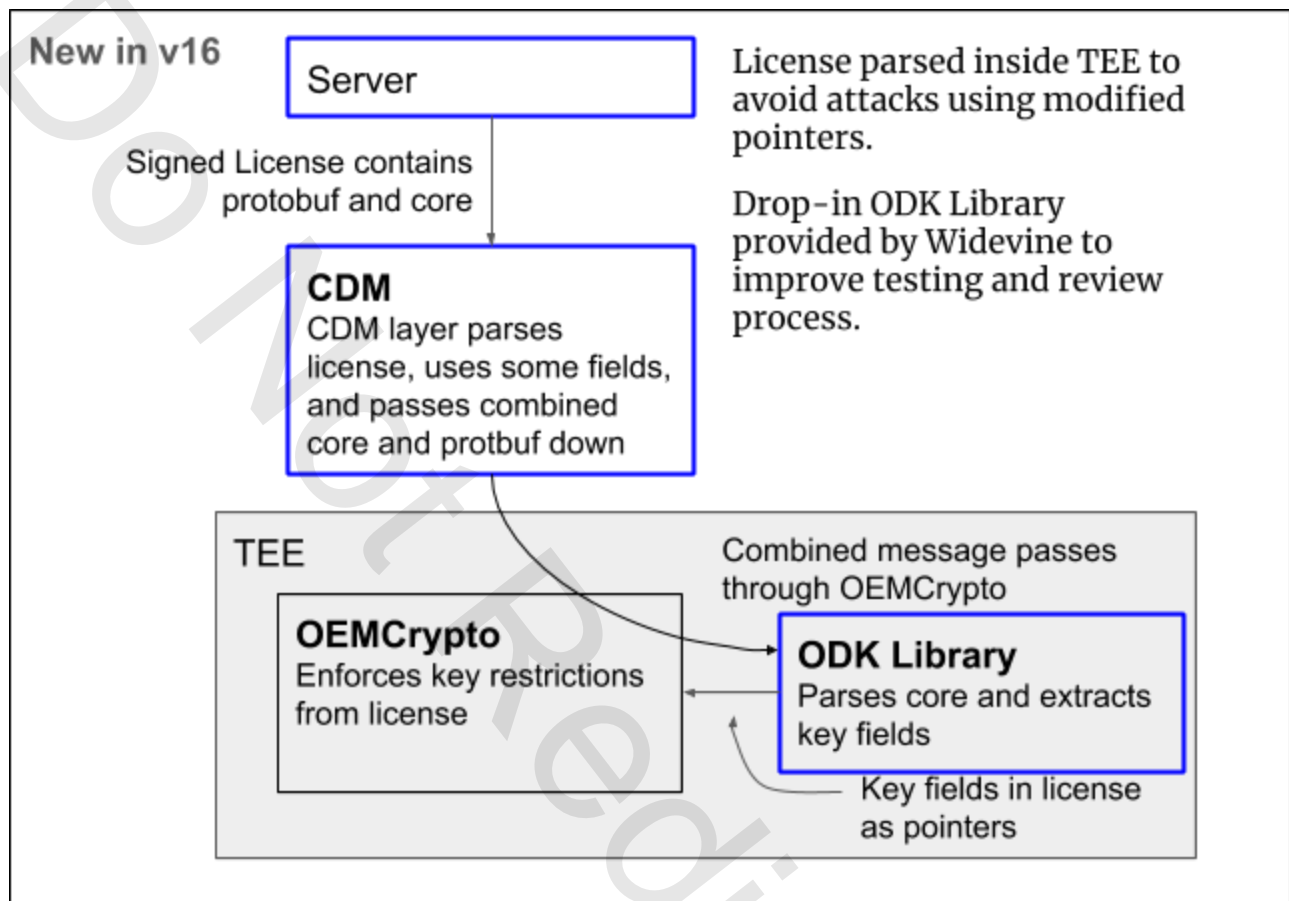 New in v16
Server
License parsed inside TEE to
avoid attacks using modified
pointers.
Signed License contains
protobuf and core
Drop-in ODK Library
provided by Widevine to
improve testing and review
process.
CDM
CDM layer parses
license, uses some fields,
and passes combined
core and protbuf down
TEE
Combined message passes
through OEMCrypto
OEMCrypto
Enforces key restrictions
from license
ODK Library
Parses core and extracts
key fields
Key fields in license
as pointers
Do Not Redi